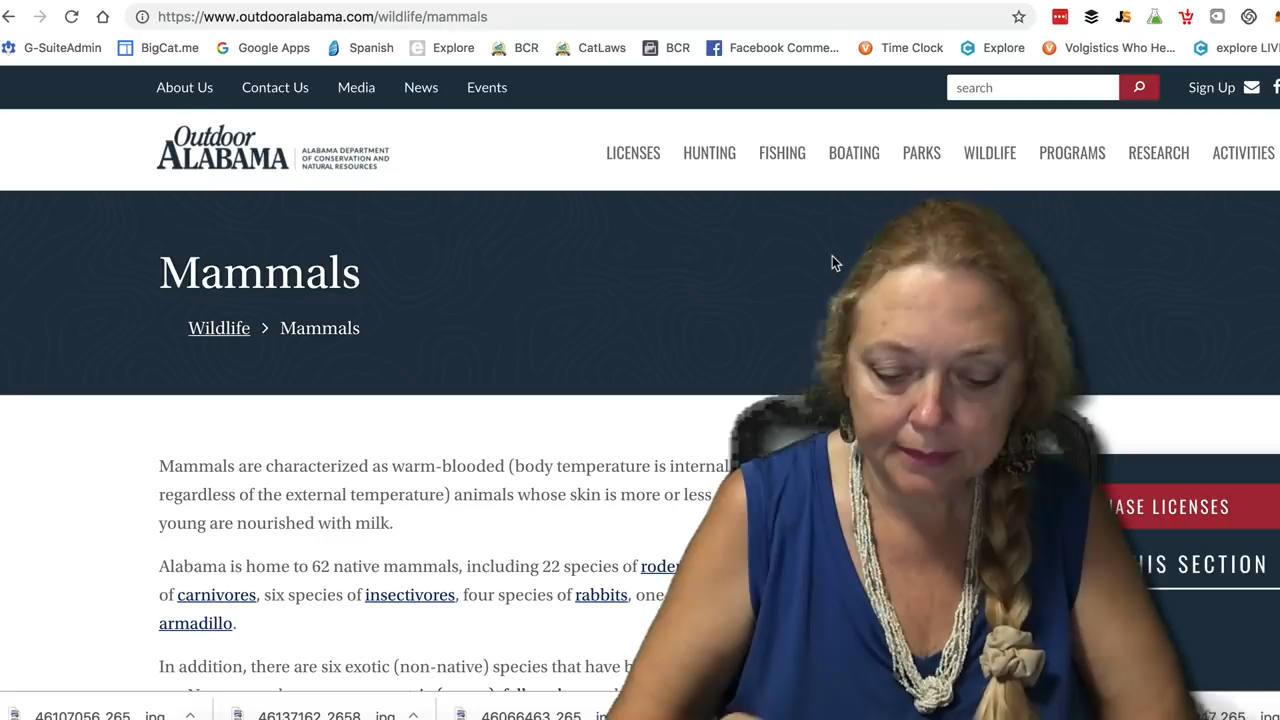 https://www.outdooralabama.com/wildlife/mammals
G-SuiteAdmin BigCat.me Google Apps Spanish Explore BCR CatLaws BCR Facebook Comme... Time Clock Explore Volgistics Who He... explore LIV
About Us Contact Us Media News Events search Sign Up
Outdoor ALABAMA
ALABAMA DEPARTMENT
OF CONSERVATION AND
NATURAL RESOURCES
LICENSES HUNTING FISHING BOATING PARKS WILDLIFE PROGRAMS RESEARCH ACTIVITIES
Mammals
Wildlife > Mammals
Mammals are characterized as warm-blooded (body temperature is internal
regardless of the external temperature) animals whose skin is more or less
young are nourished with milk.
ASE LICENSES
Alabama is home to 62 native mammals, including 22 species of rode
HIS SECTION
of carnivores, six species of insectivores, four species of rabbits, one
armadillo.
In addition, there are six exotic (non-native) species that have b
46107056_265 46137162_2658 46066463_265